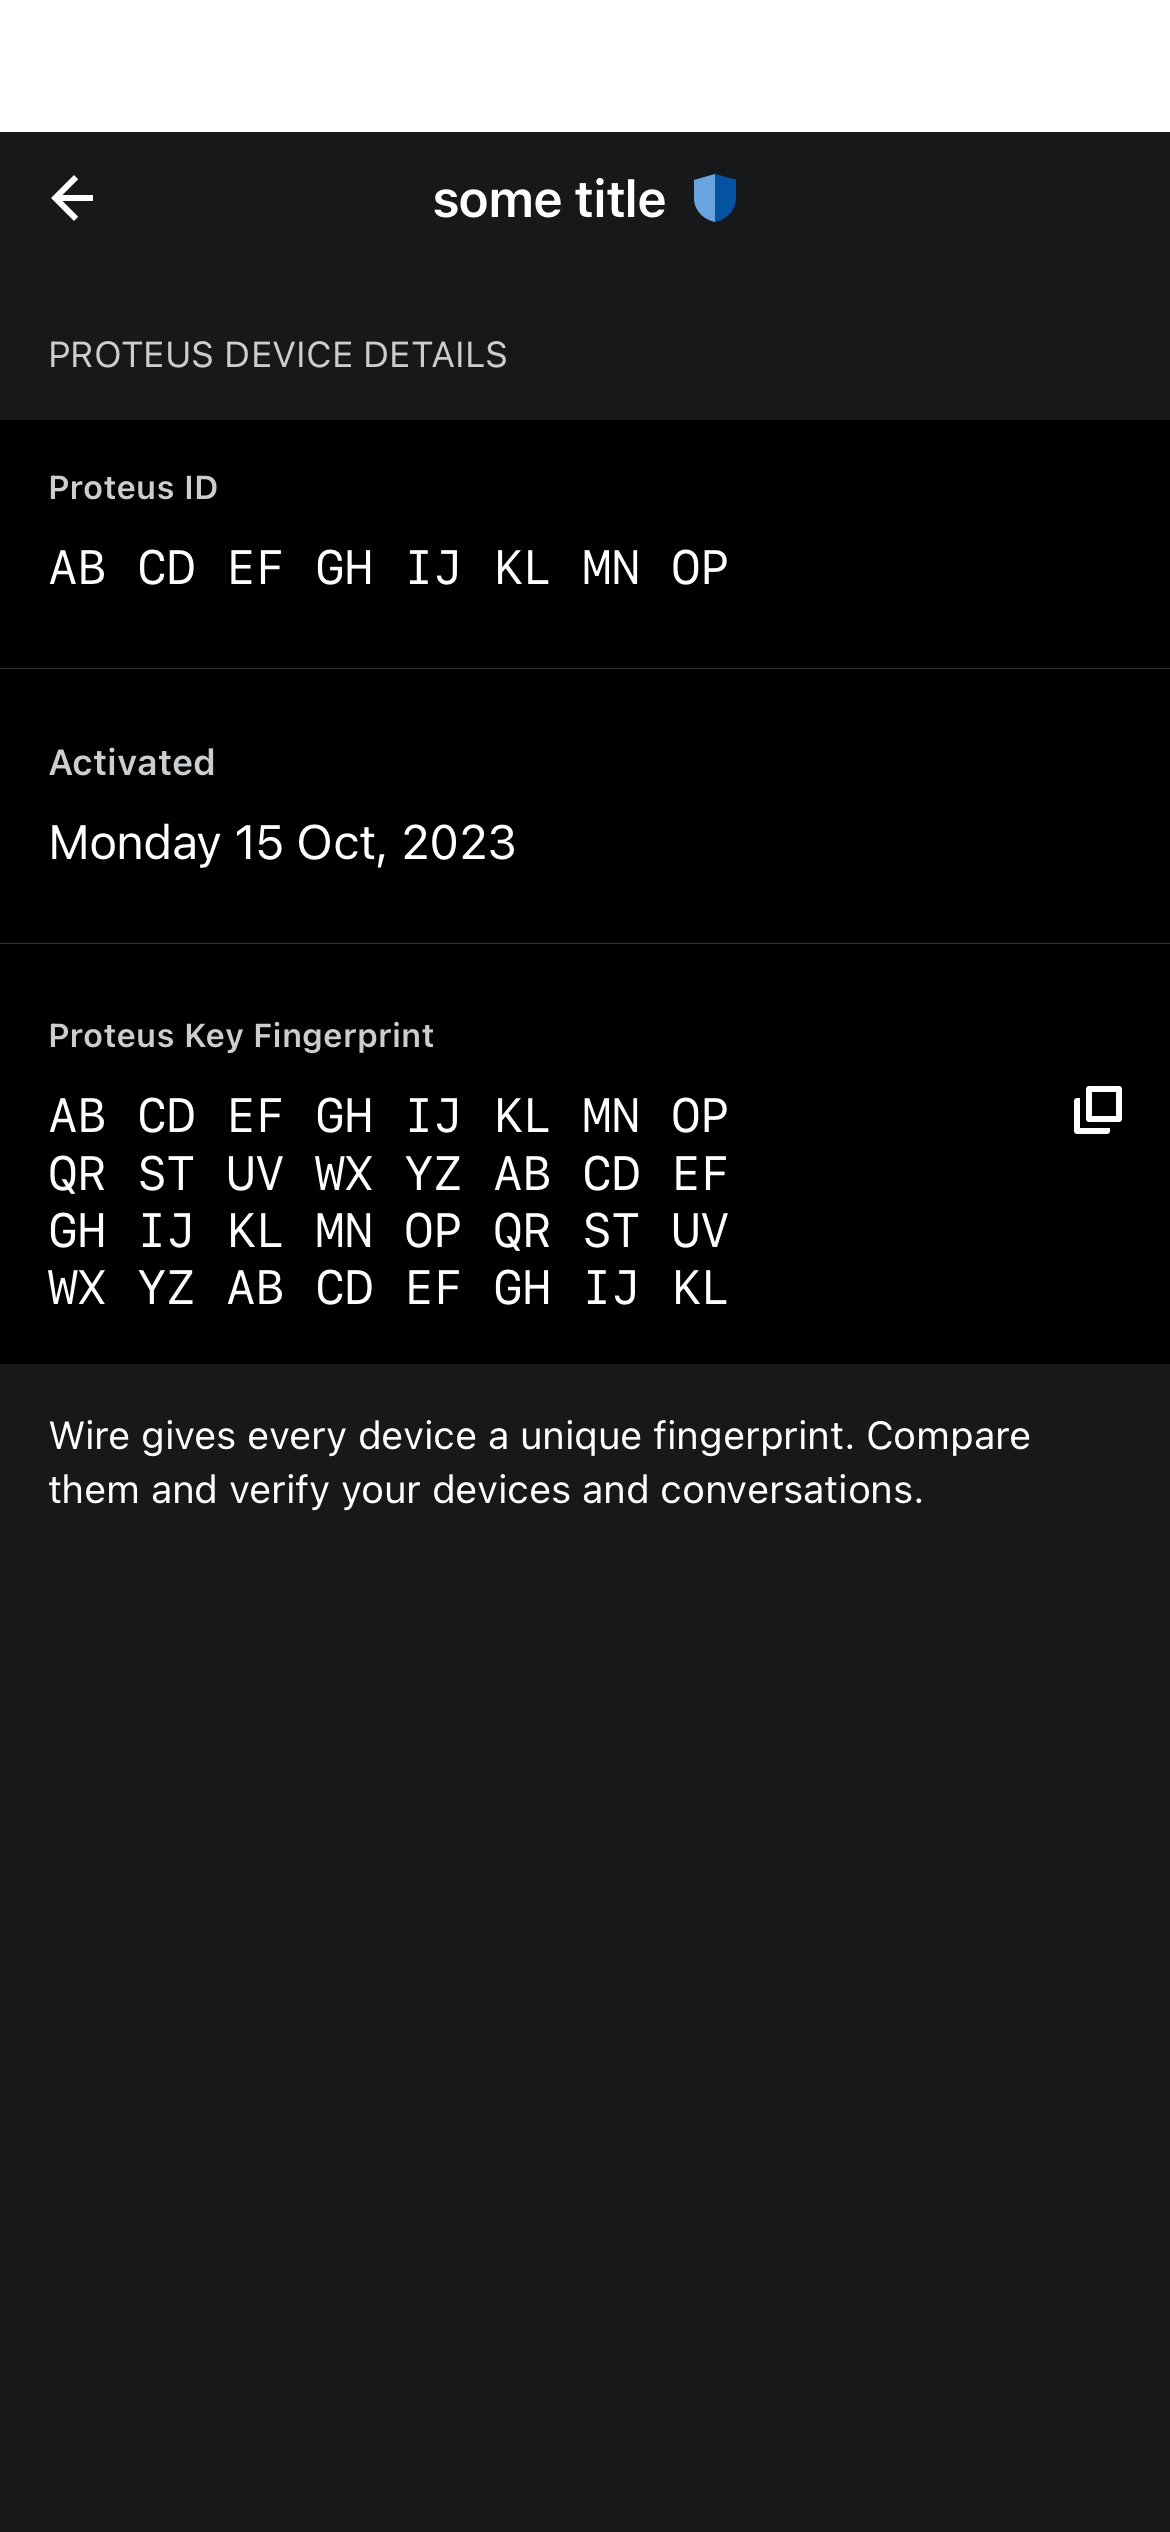 some title
PROTEUS DEVICE DETAILS
Proteus ID
AB CD EF GH IJ KL MN OP
Activated
Monday 15 Oct, 2023
Proteus Key Fingerprint
AB CD EF GH IJ KL MN OP
QR ST UV WX YZ AB CD EF
GH IJ KL MN OP QR ST UV
WX YZ AB CD EF GH IJ KL
Wire gives every device a unique fingerprint. Compare
them and verify your devices and conversations.